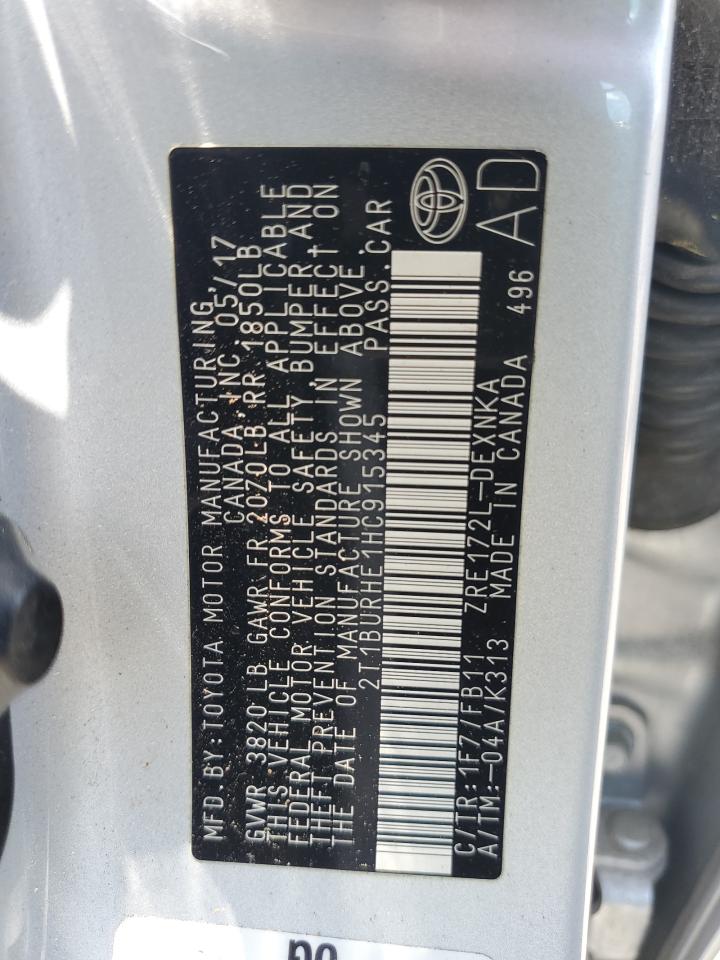 MFD.BY:TOYOTA MOTOR MANUFACTURING,
CANADA,INC.05/17
GVWR 3820 LB GAWR FR 2070LB RR 1850LB
THIS VEHICLE CONFORMS TO ALL APPLICABLE
FEDERAL MOTOR VEHICLE SAFETY, BUMPER, AND
THEFT PREVENTION STANDARDS IN EFFECT ON
THE DATE OF MANUFACTURE SHOWN ABOVE.
2T1BURHE1HC915345 PASS.CAR
C/TR:1F7/FB11 ZRE172L-DEXNKA
A/TM:-04A/K313 MADE IN CANADA 496
AD